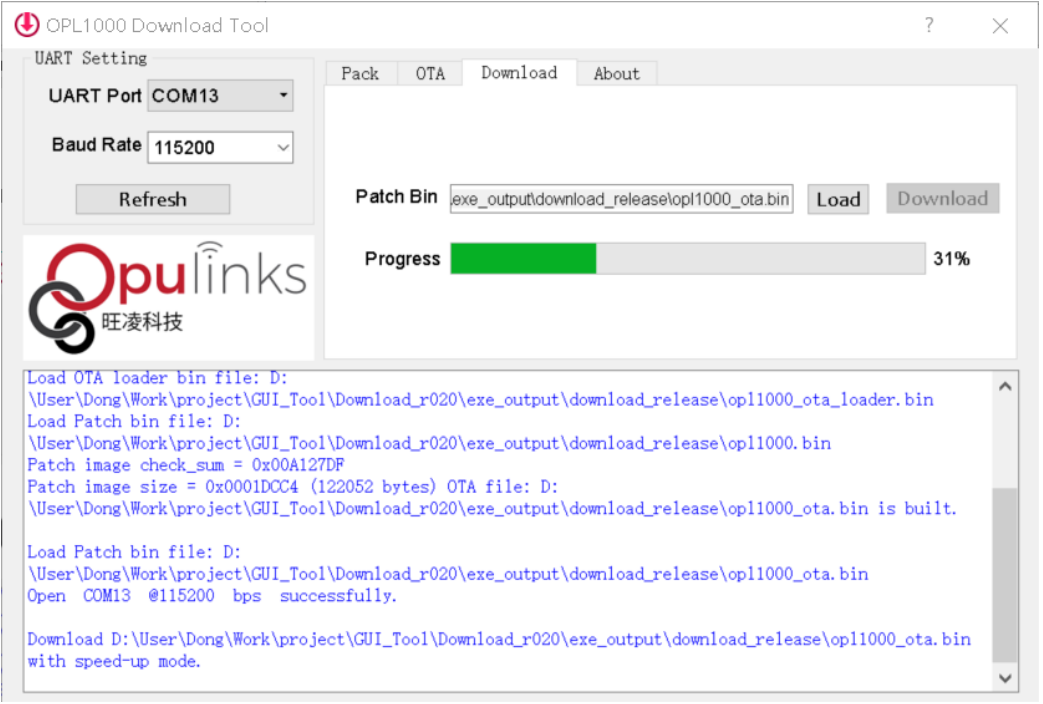 OPL1000 Download Tool
?
UART Setting
UART Port COM13
Baud Rate 115200
Refresh
Opulinks
旺凌科技
Pack OTA Download About
Patch Bin .exe_output\download_release\opl1000_ota.bin Load Download
Progress 31%
Load OTA loader bin file: D:
\User\Dong\Work\project\GUI_Tool\Download_r020\exe_output\download_release\opl1000_ota_loader.bin
Load Patch bin file: D:
\User\Dong\Work\project\GUI_Tool\Download_r020\exe_output\download_release\opl1000.bin
Patch image check_sum = 0x00A127DF
Patch image size = 0x0001DCC4 (122052 bytes) OTA file: D:
\User\Dong\Work\project\GUI_Tool\Download_r020\exe_output\download_release\opl1000_ota.bin is built.
Load Patch bin file: D:
\User\Dong\Work\project\GUI_Tool\Download_r020\exe_output\download_release\opl1000_ota.bin
Open COM13 @115200 bps successfully.
Download D:\User\Dong\Work\project\GUI_Tool\Download_r020\exe_output\download_release\opl1000_ota.bin
with speed-up mode.